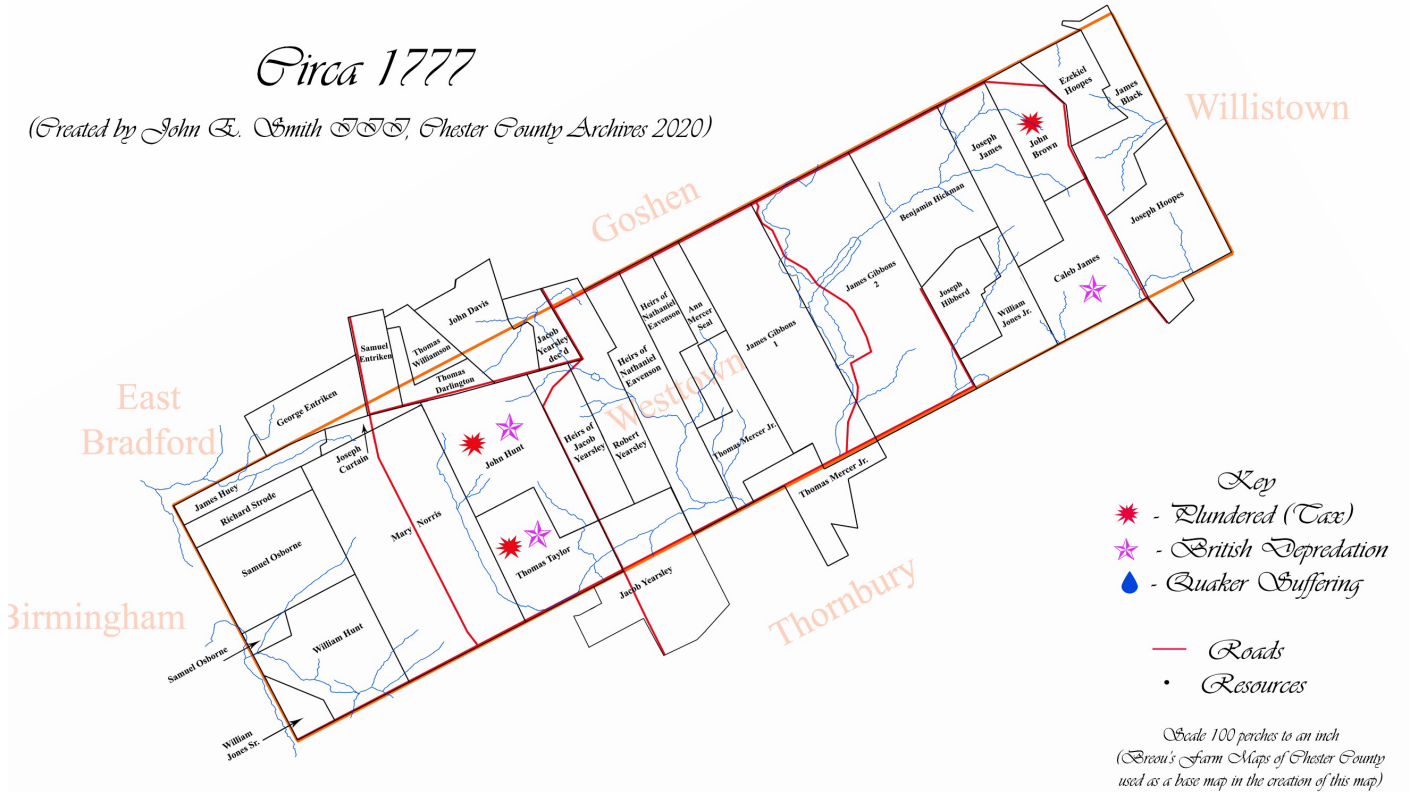 Circa 1777
(Created by John E. Smith III, Chester County Archives 2020)
Willistown
Goshen
East
Bradford
Westtown
Birmingham
Thornbury
Ezekiel
Hoopes
James
Black
John
Brown
Joseph
James
Joseph Hoopes
Benjamin Hickman
Caleb James
Joseph
Hibberd
William
Jones Jr.
James Gibbons
2
James Gibbons
1
Ann
Mercer
Seal
Heirs of
Nathaniel
Eavenson
Heirs of
Nathaniel
Eavenson
Thomas Mercer Jr.
Thomas Mercer Jr.
John Davis
Jacob
Yearsley
dec'd
Samuel
Entriken
Thomas
Williamson
Thomas
Darlington
George Entriken
Joseph
Curtain
John Hunt
Heirs of
Jacob
Yearsley
Robert
Yearsley
James Huey
Richard Strode
Samuel Osborne
Mary Norris
Thomas Taylor
Jacob Yearsley
William Hunt
Samuel Osborne
William
Jones Sr.
Key
- Plundered (Tax)
- British Depredation
- Quaker Suffering
Roads
Resources
Scale 100 perches to an inch
(Breou's Farm Maps of Chester County
used as a base map in the creation of this map)